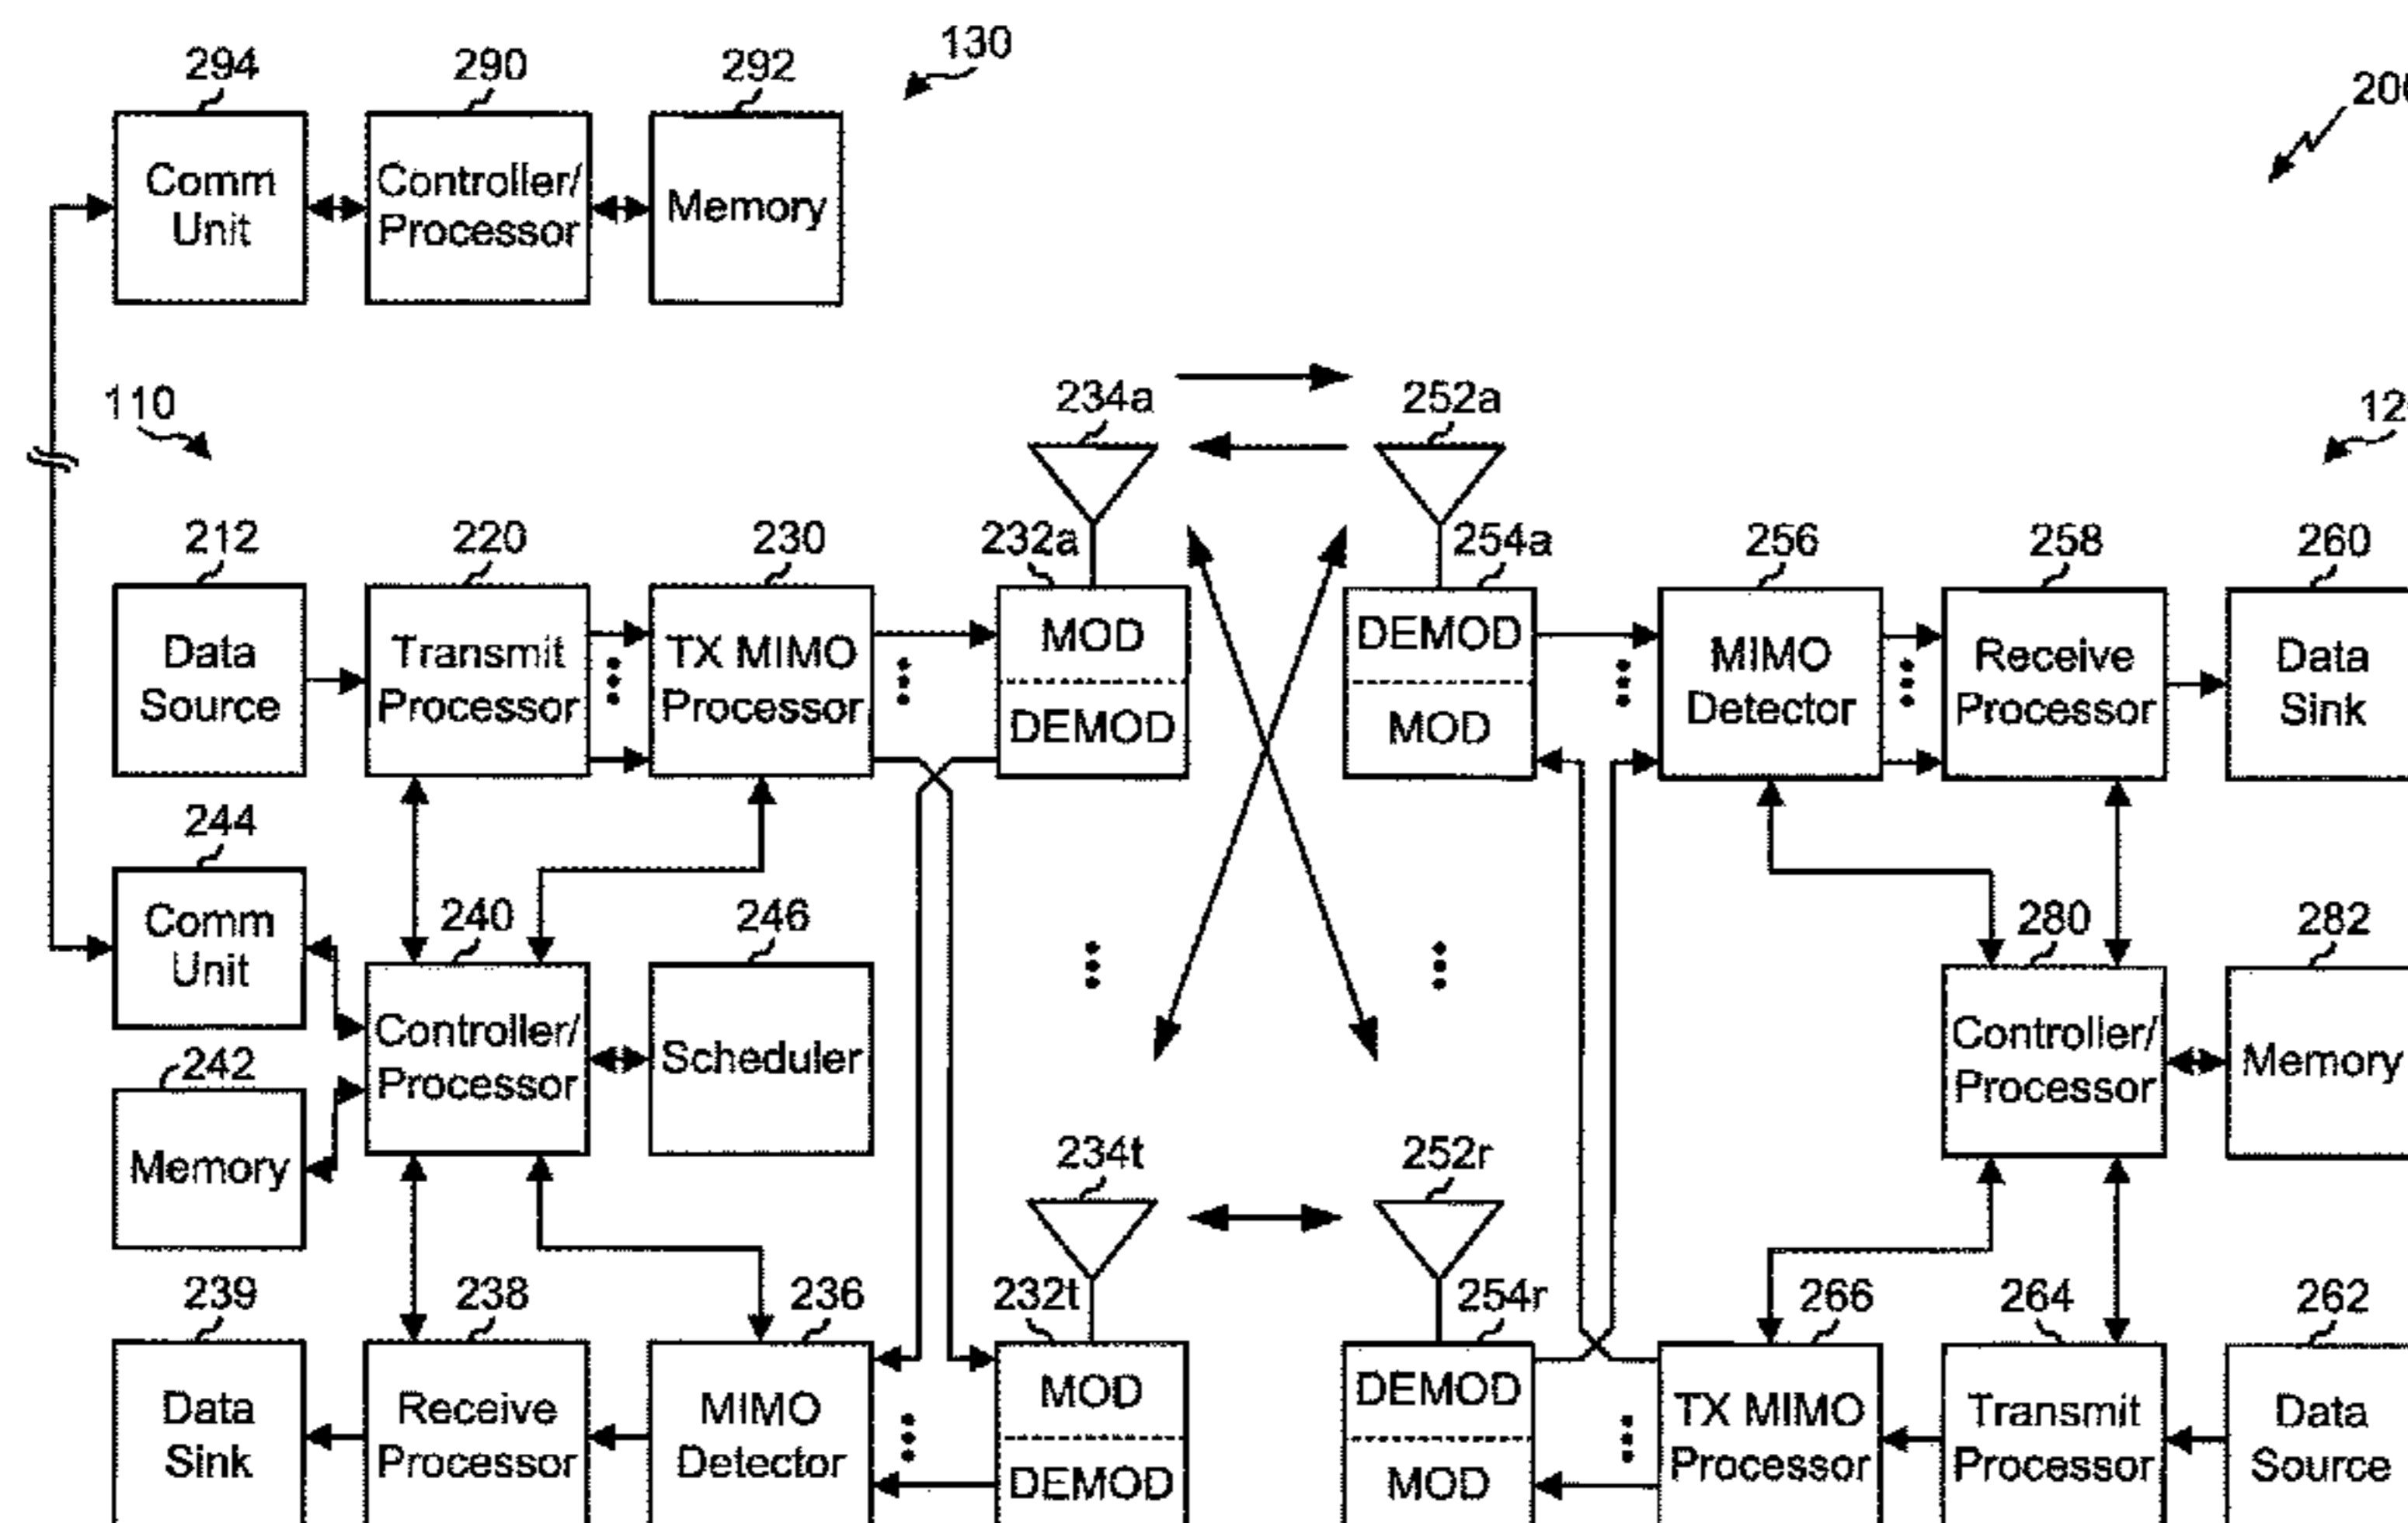 294 290 292 130
200
Comm Unit
Controller/ Processor
Memory
110
234a 252a
12
212 220 230 232a 254a 256 258 260
Data Source
Transmit Processor
TX MIMO Processor
MOD
DEMOD
DEMOD
MOD
MIMO Detector
Receive Processor
Data Sink
244 240 246 280 282
Comm Unit
Controller/ Processor
Scheduler
Controller/ Processor
Memory
242
Memory
234t 252r
239 238 236 232t 254r 266 264 262
Data Sink
Receive Processor
MIMO Detector
MOD
DEMOD
DEMOD
MOD
TX MIMO Processor
Transmit Processor
Data Source